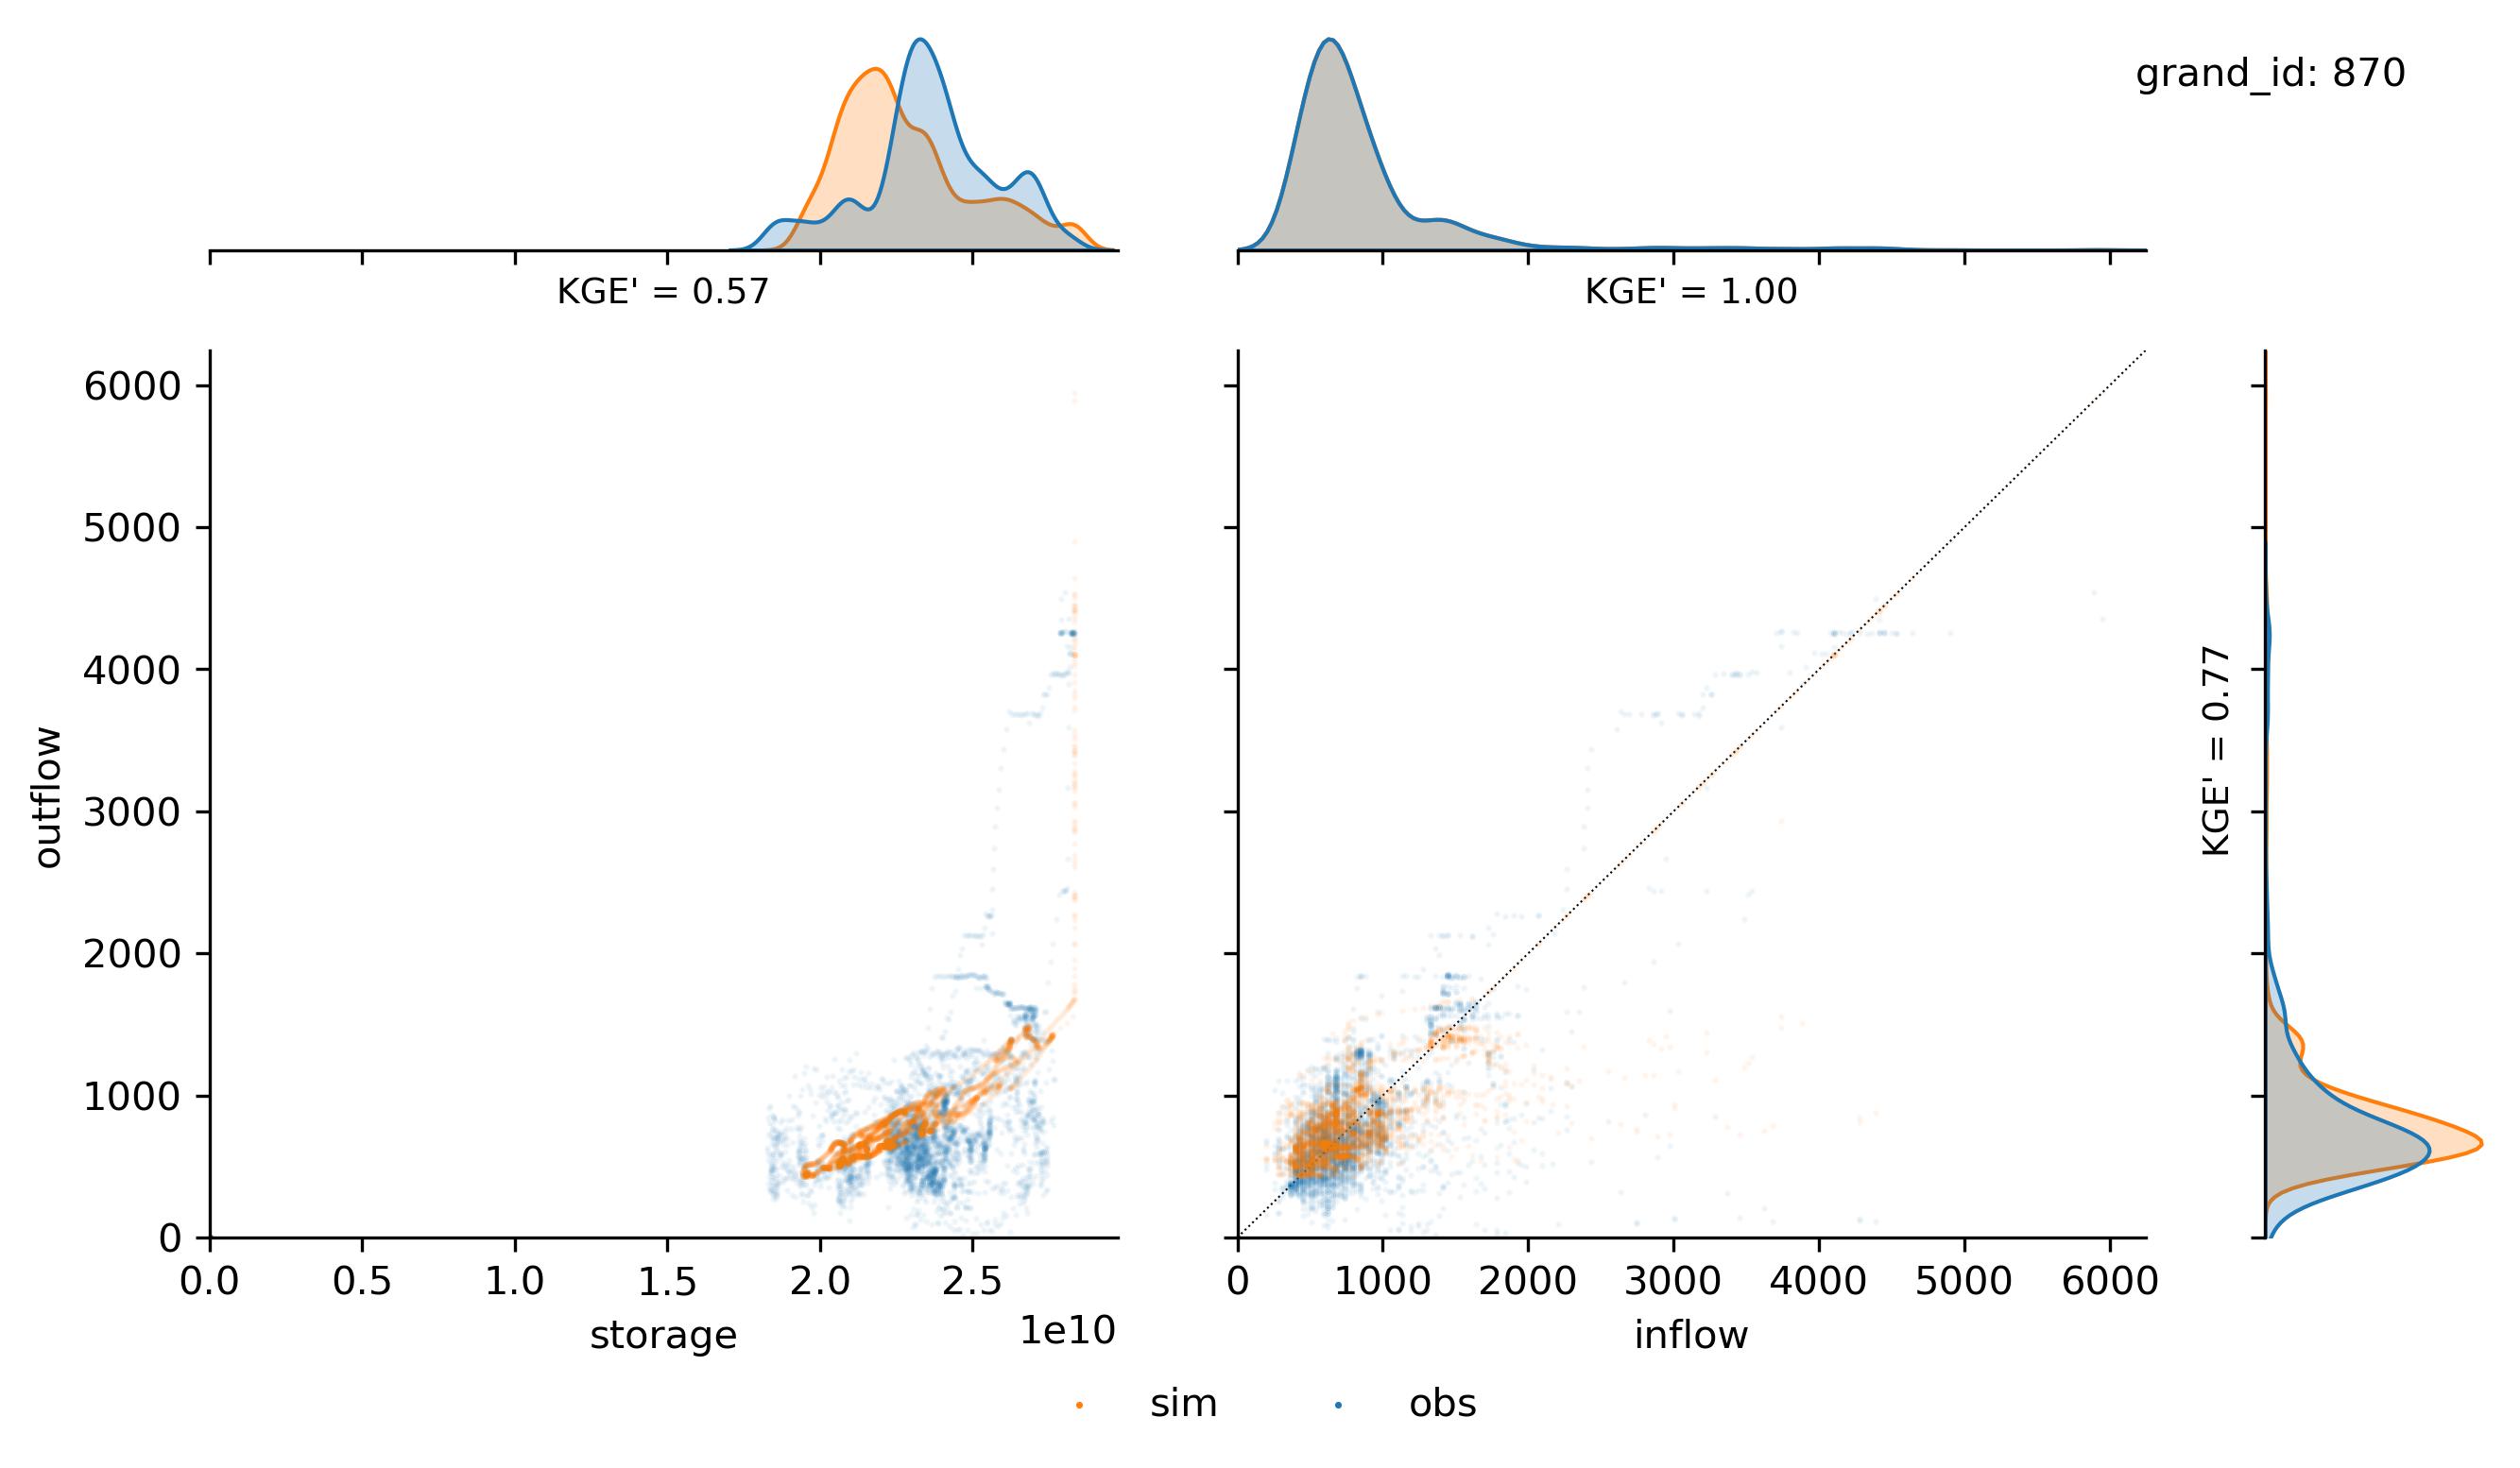 grand_id: 870
KGE' = 0.57
KGE' = 1.00
outflow
6000
5000
4000
3000
2000
1000
0
KGE' = 0.77
0.0 0.5 1.0 1.5 2.0 2.5
0 1000 2000 3000 4000 5000 6000
storage 1e10
inflow
sim obs